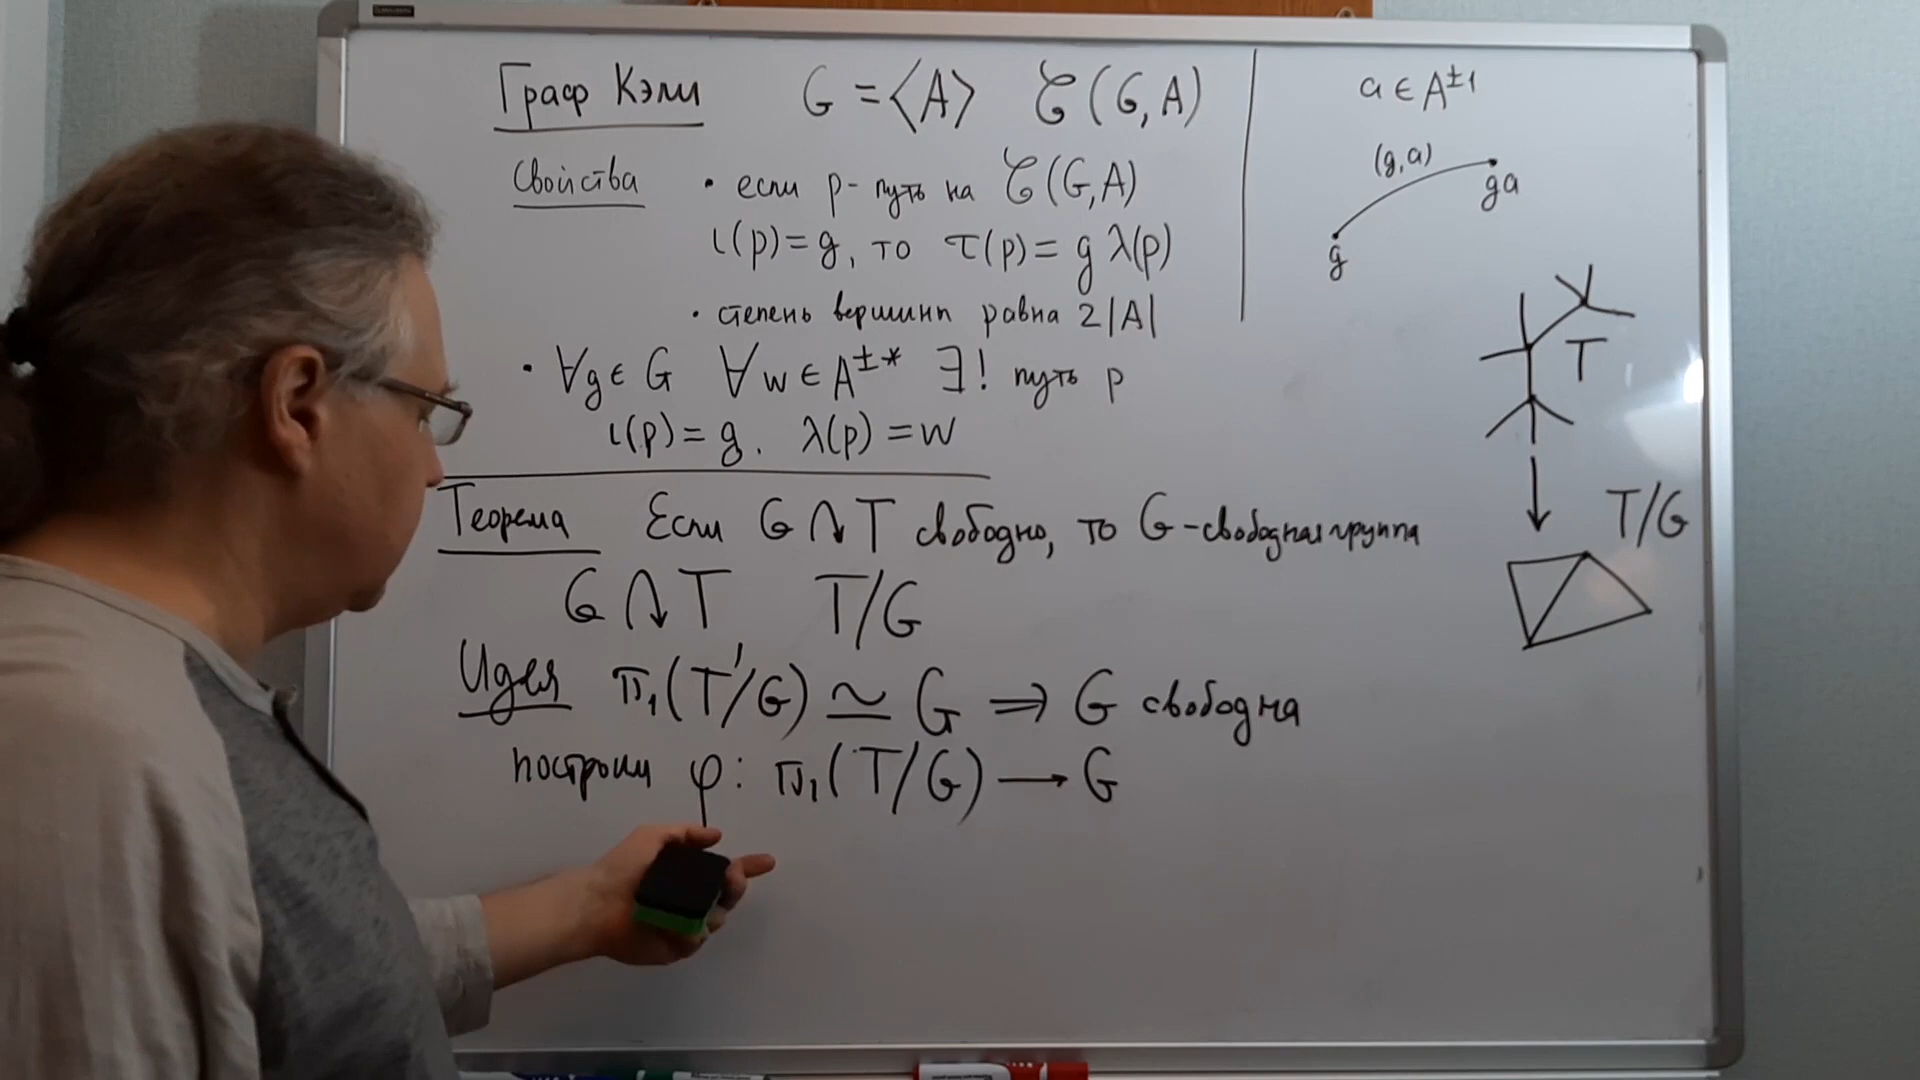 Граф Кэли G = ⟨A⟩ 𝒞(G, A)
Свойства • если p - путь на 𝒞(G, A)
ι(p) = g, то τ(p) = g λ(p)
• степень вершин равна 2|A|
• ∀g ∈ G ∀w ∈ A^{±*} ∃! путь p
ι(p) = g. λ(p) = w
Теорема Если G ↷ T свободно, то G - свободная группа
G ↷ T T/G
Идея π₁(T/G) ≃ G ⇒ G свободна
построим φ: π₁(T/G) → G
a ∈ A^{±1}
(g, a)
ga
g
T
T/G